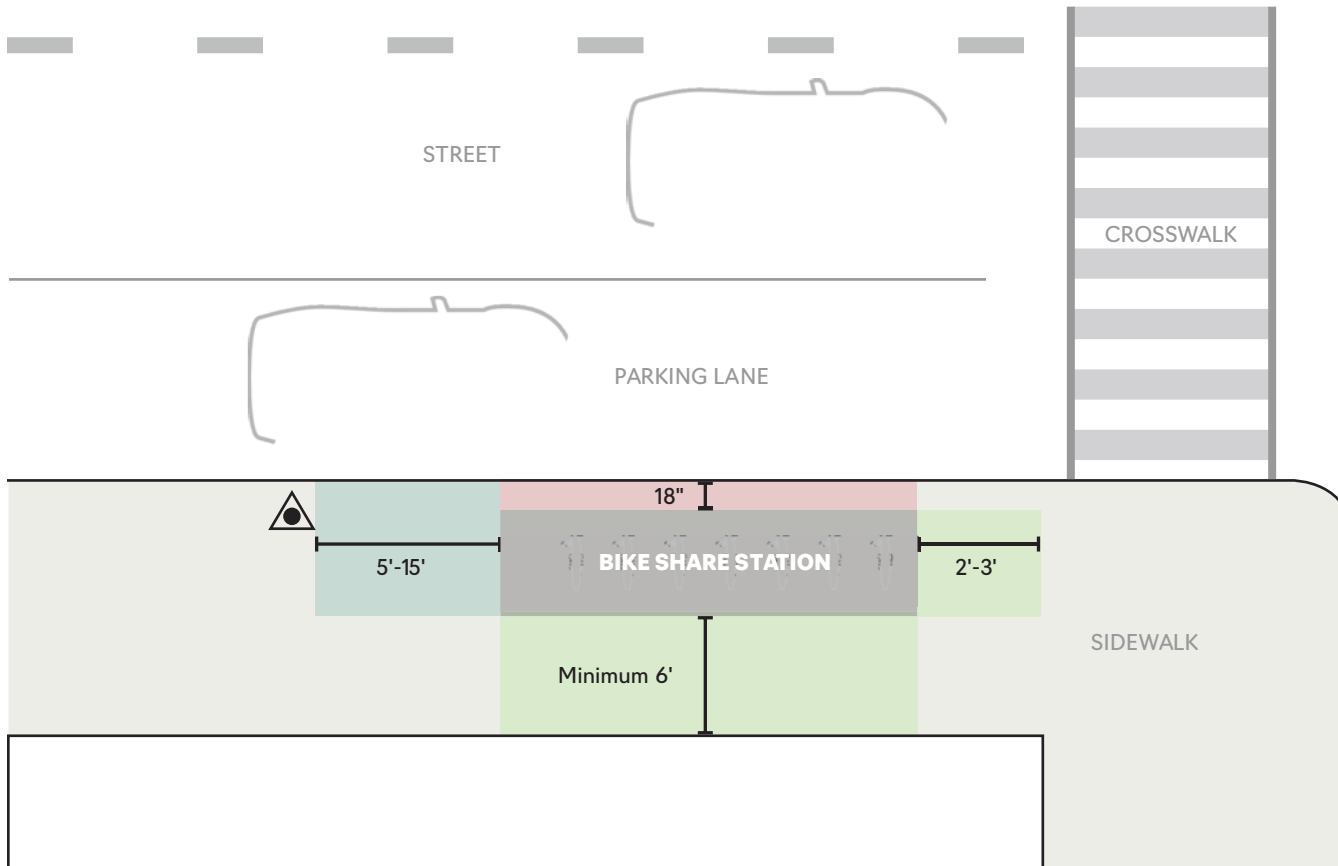 STREET
CROSSWALK
PARKING LANE
18"
5'-15'
BIKE SHARE STATION
2'-3'
SIDEWALK
Minimum 6'